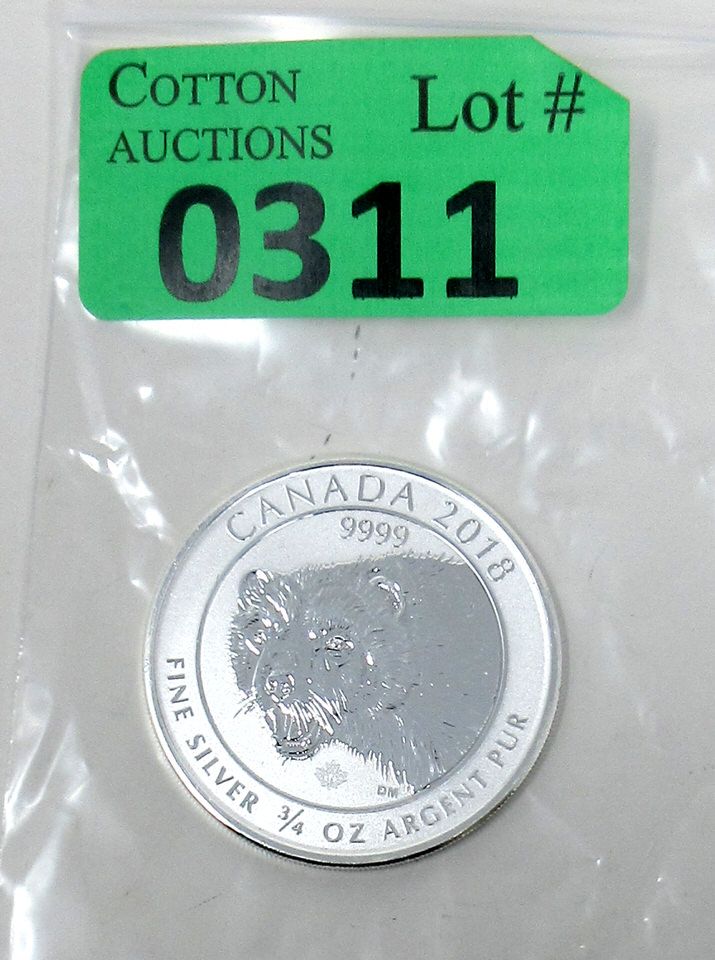 COTTON
AUCTIONS
Lot #
0311
CANADA 2018
9999
FINE SILVER 3/4 OZ ARGENT PUR
DM